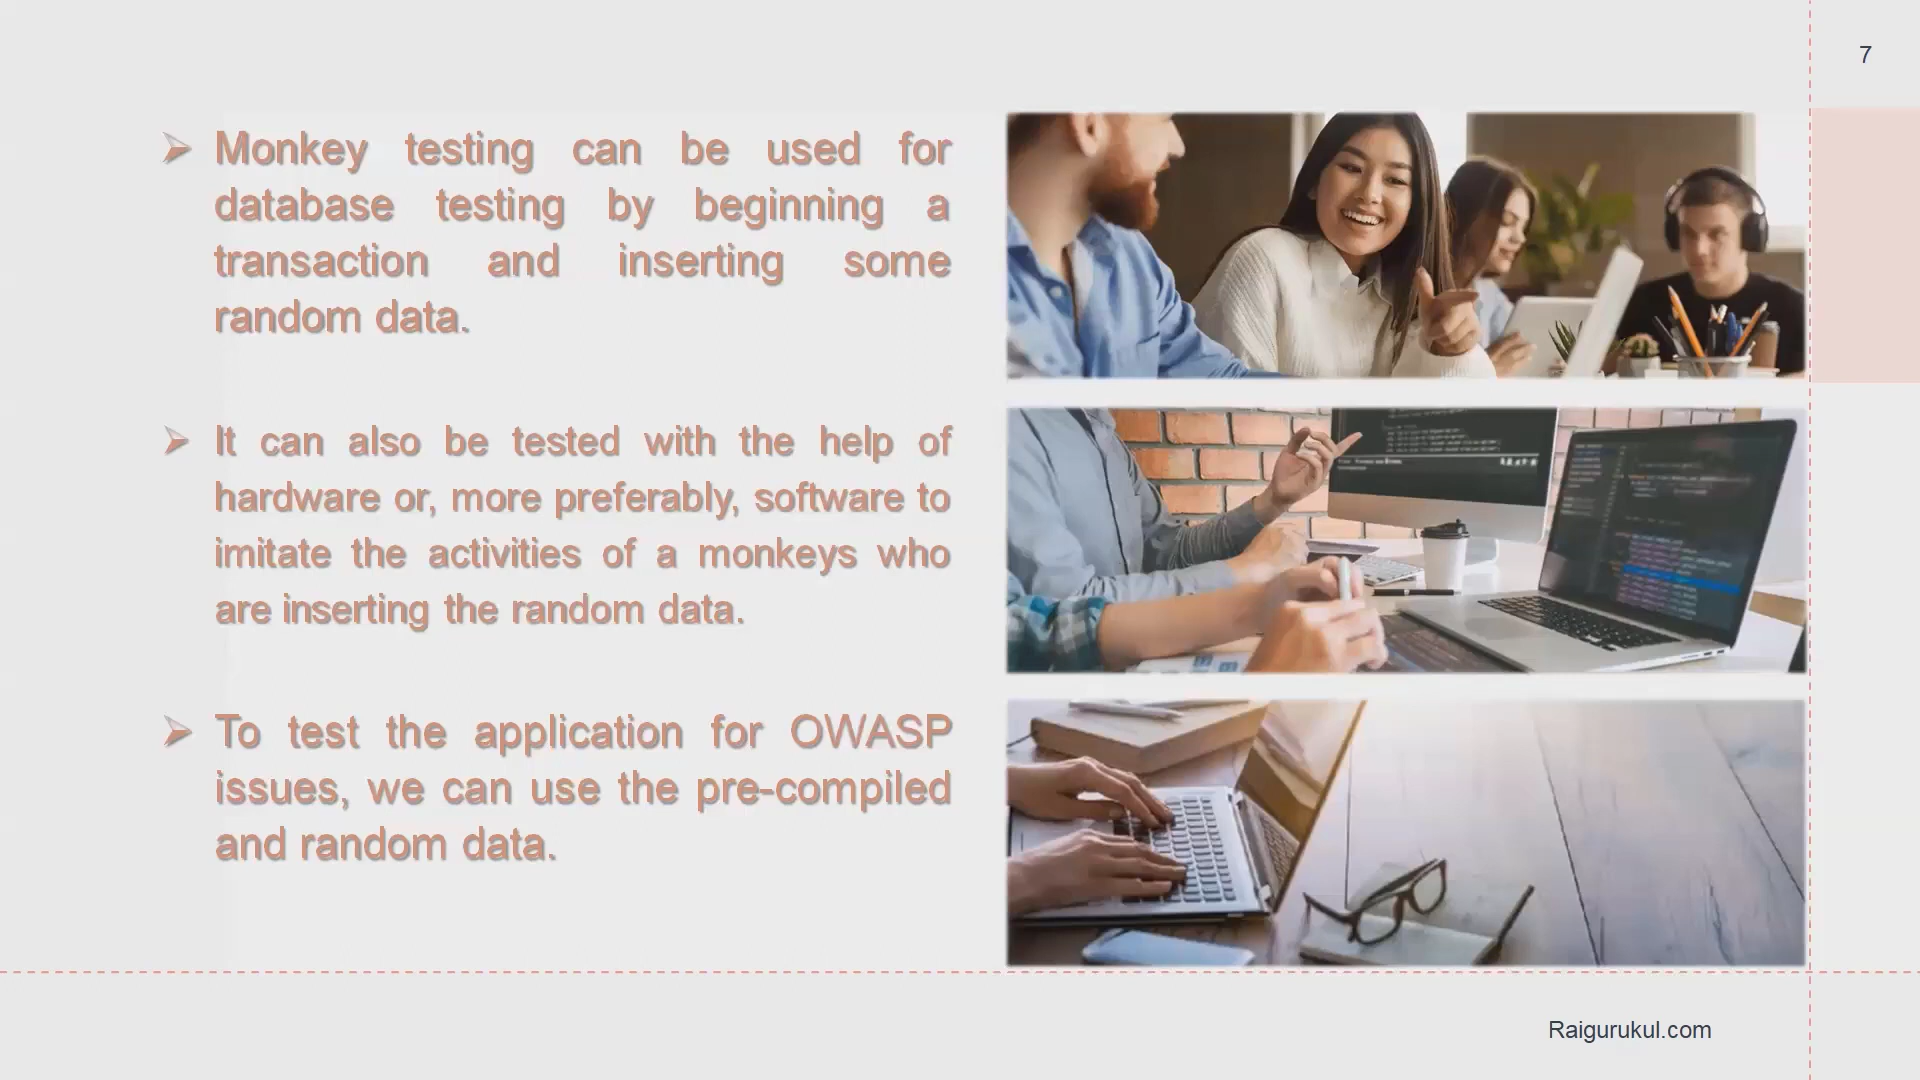 7
Monkey testing can be used for
database testing by beginning a
transaction and inserting some
random data.
It can also be tested with the help of
hardware or, more preferably, software to
imitate the activities of a monkeys who
are inserting the random data.
To test the application for OWASP
issues, we can use the pre-compiled
and random data.
Raigurukul.com